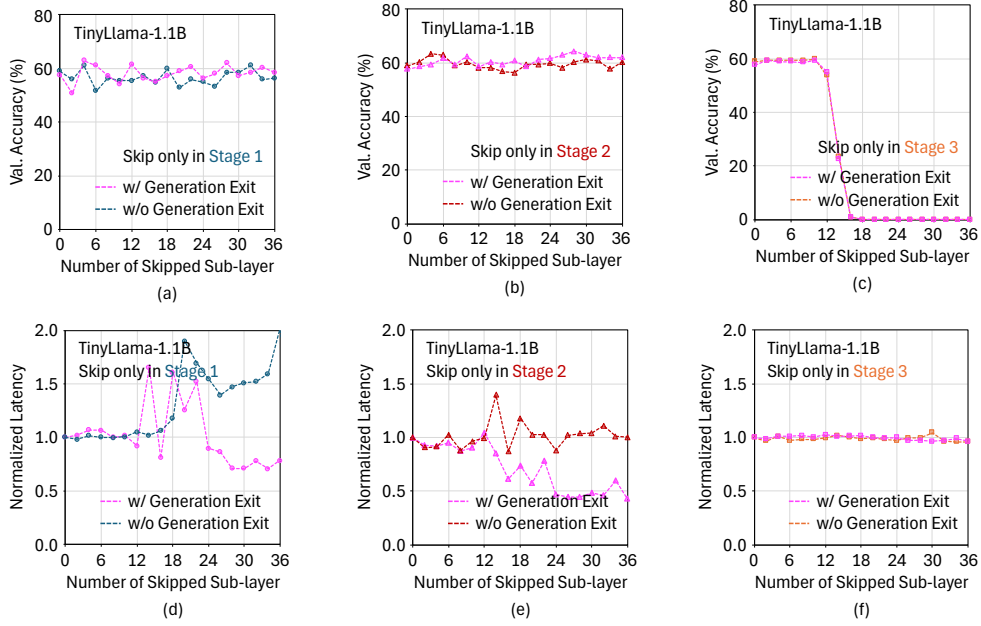 80
60
40
20
0
Val. Accuracy (%)
TinyLlama-1.1B
Skip only in Stage 1
w/ Generation Exit
w/o Generation Exit
0 6 12 18 24 30 36
Number of Skipped Sub-layer
(a)
80
60
40
20
0
Val. Accuracy (%)
TinyLlama-1.1B
Skip only in Stage 2
w/ Generation Exit
w/o Generation Exit
0 6 12 18 24 30 36
Number of Skipped Sub-layer
(b)
80
60
40
20
0
Val. Accuracy (%)
TinyLlama-1.1B
Skip only in Stage 3
w/ Generation Exit
w/o Generation Exit
0 6 12 18 24 30 36
Number of Skipped Sub-layer
(c)
2.0
1.5
1.0
0.5
0.0
Normalized Latency
TinyLlama-1.1B
Skip only in Stage 1
w/ Generation Exit
w/o Generation Exit
0 6 12 18 24 30 36
Number of Skipped Sub-layer
(d)
2.0
1.5
1.0
0.5
0.0
Normalized Latency
TinyLlama-1.1B
Skip only in Stage 2
w/ Generation Exit
w/o Generation Exit
0 6 12 18 24 30 36
Number of Skipped Sub-layer
(e)
2.0
1.5
1.0
0.5
0.0
Normalized Latency
TinyLlama-1.1B
Skip only in Stage 3
w/ Generation Exit
w/o Generation Exit
0 6 12 18 24 30 36
Number of Skipped Sub-layer
(f)